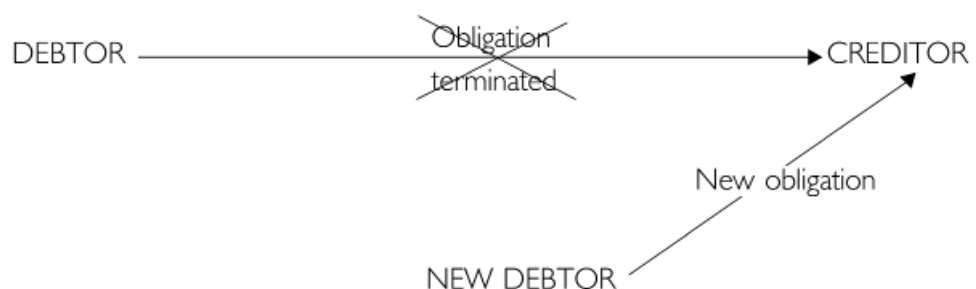 Obligation
DEBTOR
CREDITOR
terminated
New obligation
NEW DEBTOR